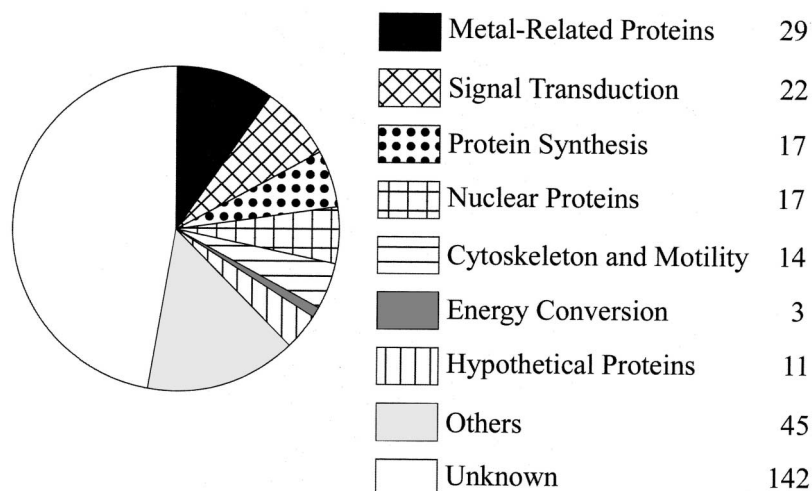 Metal-Related Proteins 29
Signal Transduction 22
Protein Synthesis 17
Nuclear Proteins 17
Cytoskeleton and Motility 14
Energy Conversion 3
Hypothetical Proteins 11
Others 45
Unknown 142